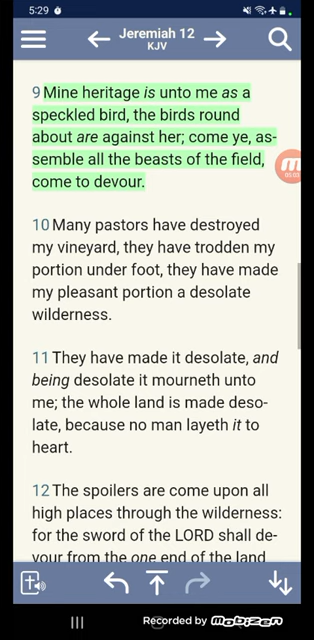 5:29
Jeremiah 12
KJV
9 Mine heritage is unto me as a
speckled bird, the birds round
about are against her; come ye, as-
semble all the beasts of the field,
come to devour.
10 Many pastors have destroyed
my vineyard, they have trodden my
portion under foot, they have made
my pleasant portion a desolate
wilderness.
11 They have made it desolate, and
being desolate it mourneth unto
me; the whole land is made deso-
late, because no man layeth it to
heart.
12 The spoilers are come upon all
high places through the wilderness:
for the sword of the LORD shall de-
vour from the one end of the land
Recorded by Mobizen